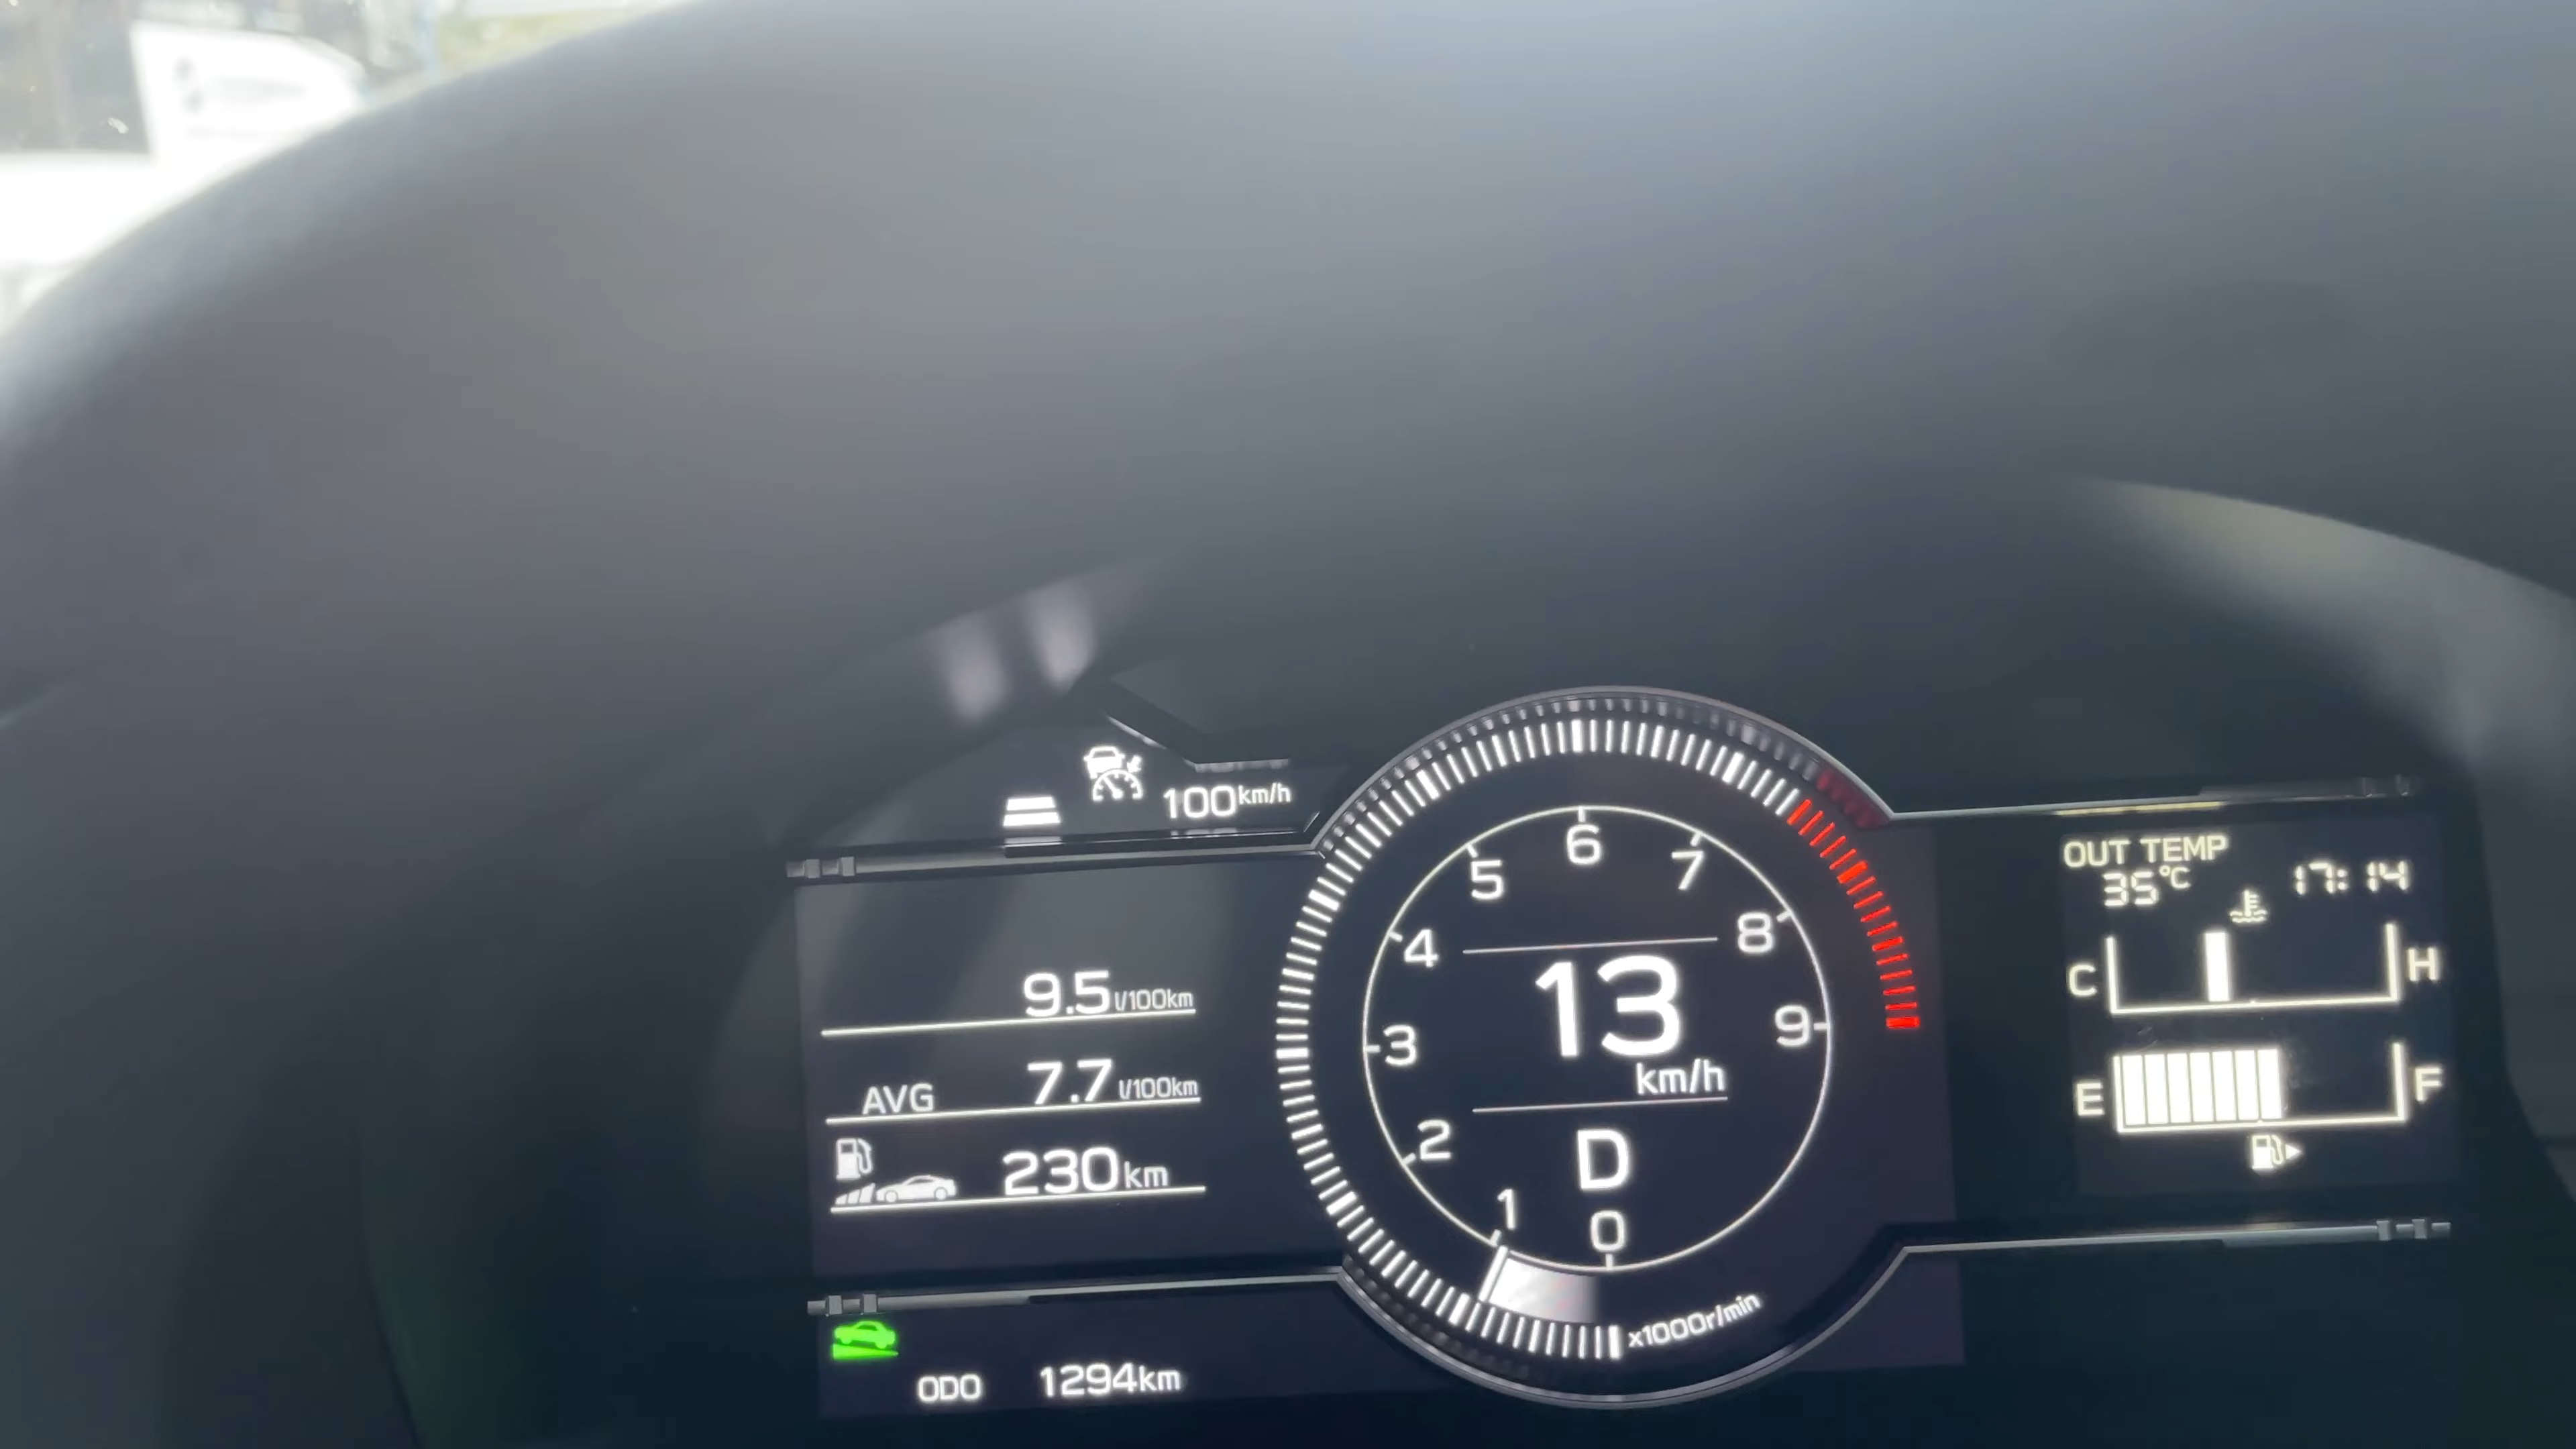 100km/h
OUT TEMP
35°C 17:14
C H
E F
9.5 l/100km
AVG 7.7 l/100km
230km
6
5 7
4 8
3 9
2
1
0
13
km/h
D
x1000r/min
ODO 1294km